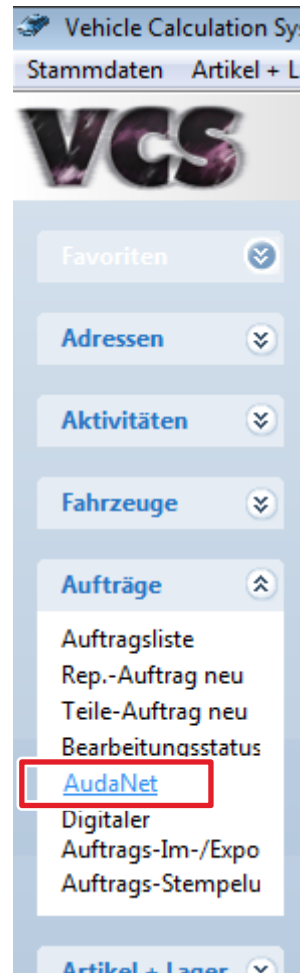 Vehicle Calculation Sy
Stammdaten Artikel + L
VCS
Favoriten
Adressen
Aktivitäten
Fahrzeuge
Aufträge
Auftragsliste
Rep.-Auftrag neu
Teile-Auftrag neu
Bearbeitungsstatus
AudaNet
Digitaler
Auftrags-Im-/Expo
Auftrags-Stempelu
Artikel + Lager